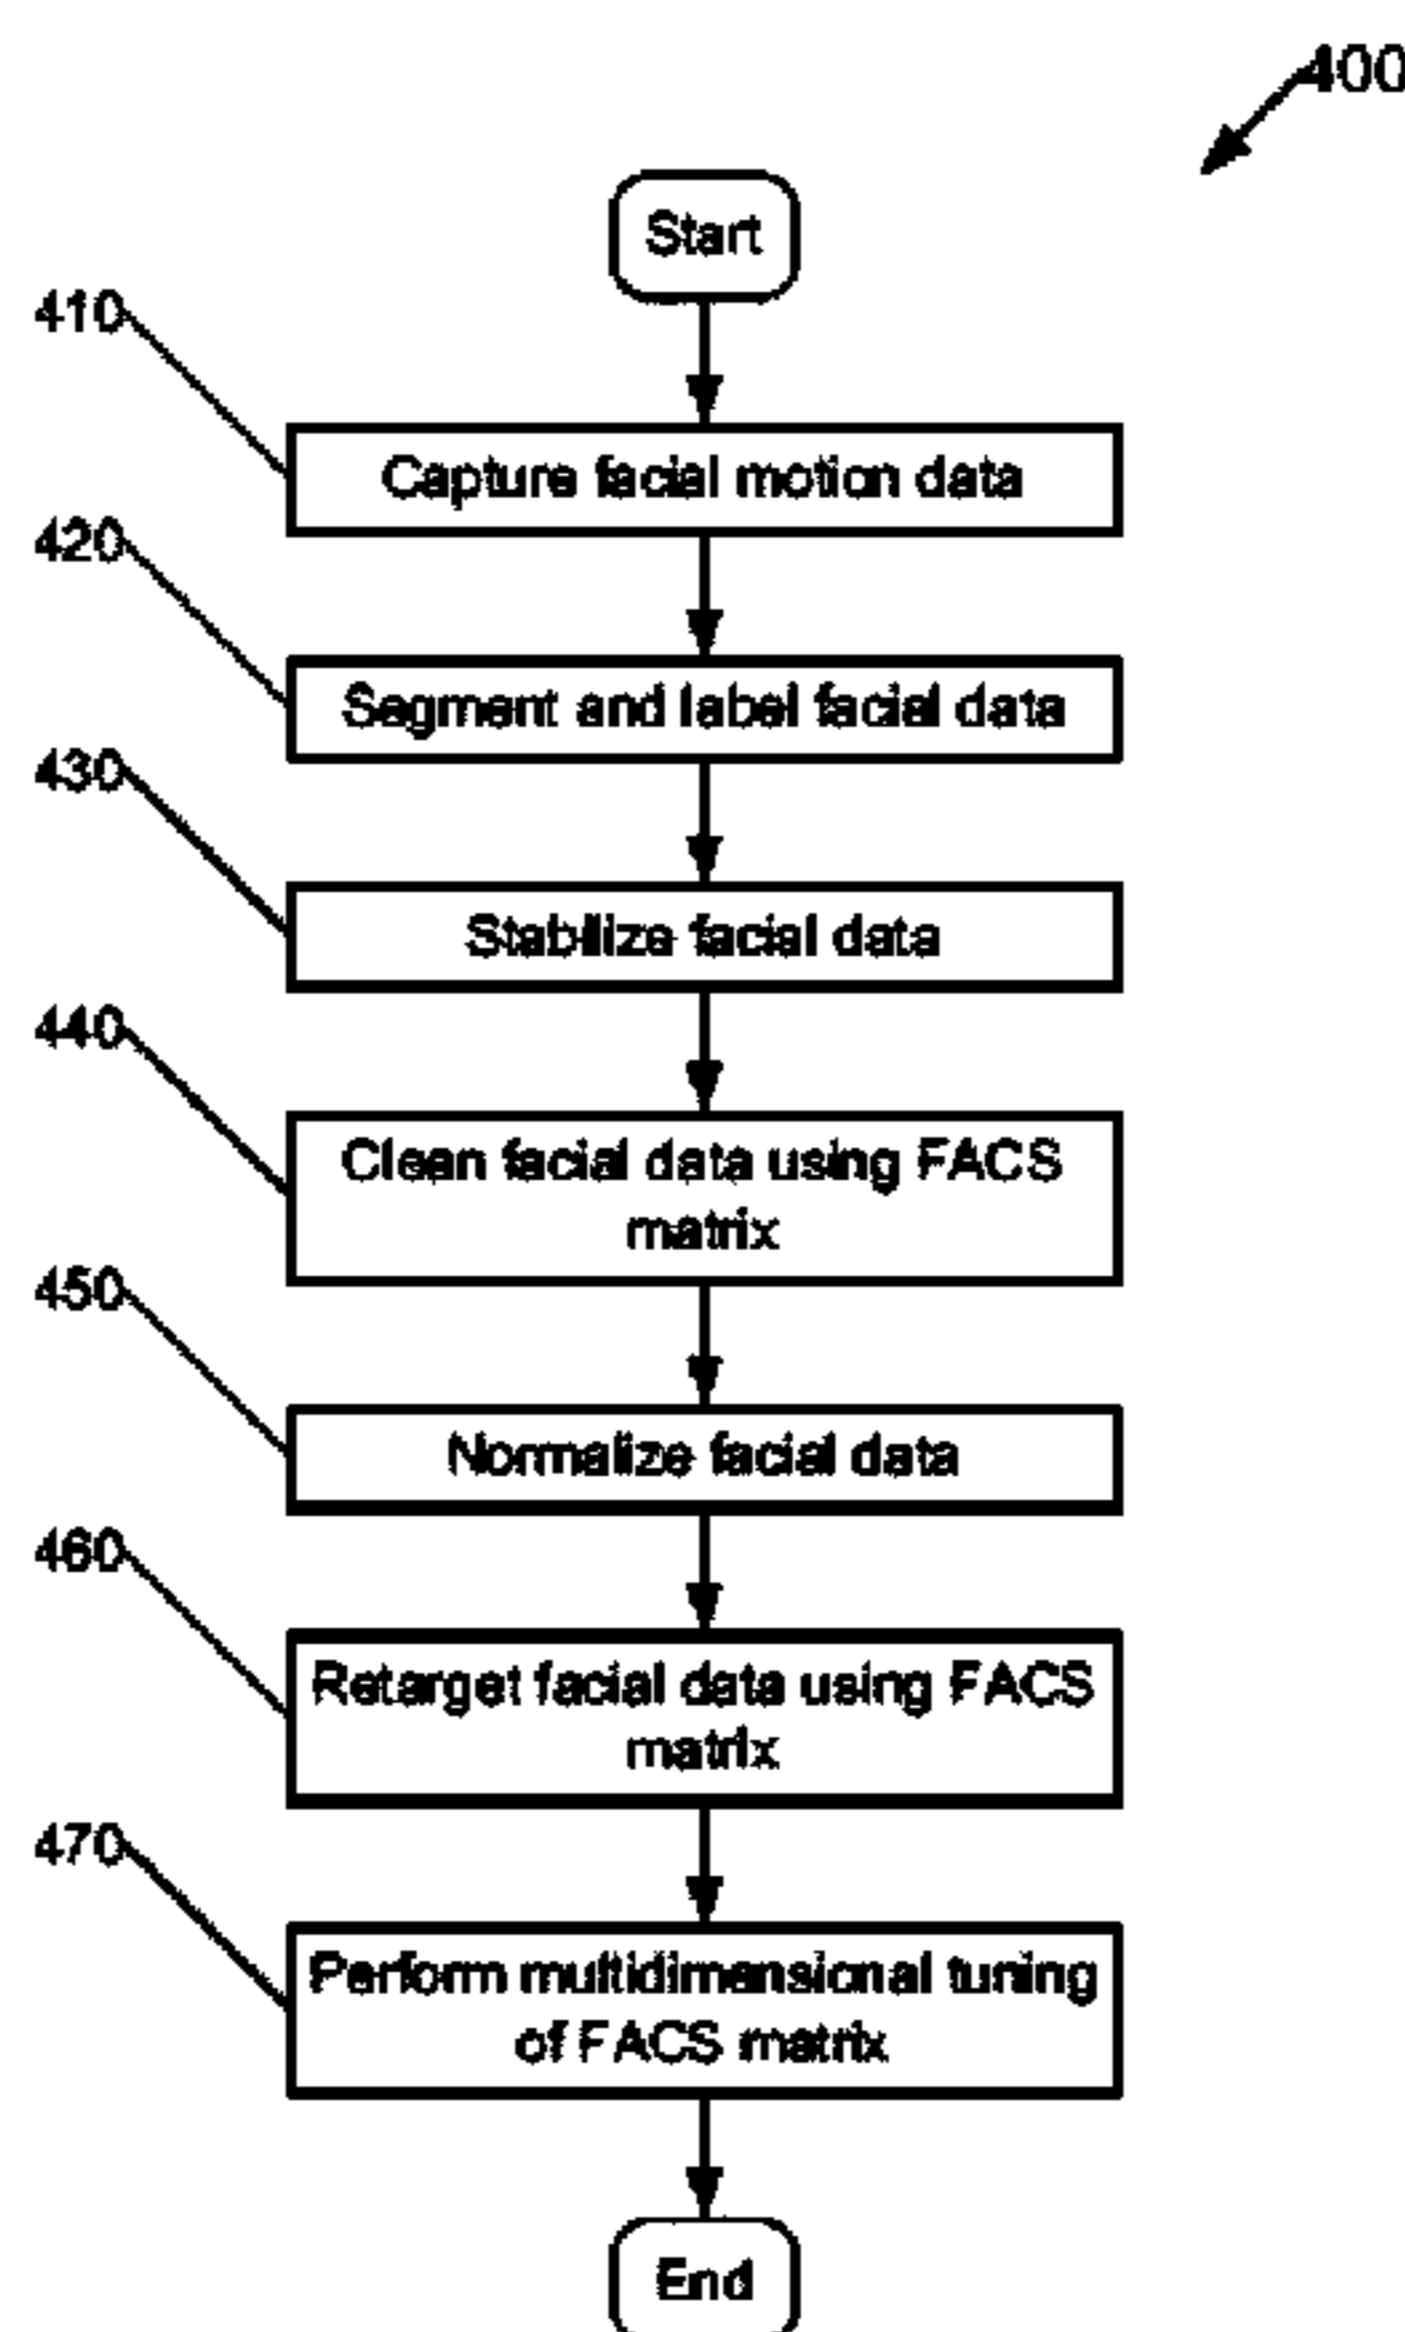 400
Start
410
Capture facial motion data
420
Segment and label facial data
430
Stabilize facial data
440
Clean facial data using FACS
matrix
450
Normalize facial data
460
Retarget facial data using FACS
matrix
470
Perform multidimensional tuning
of FACS matrix
End